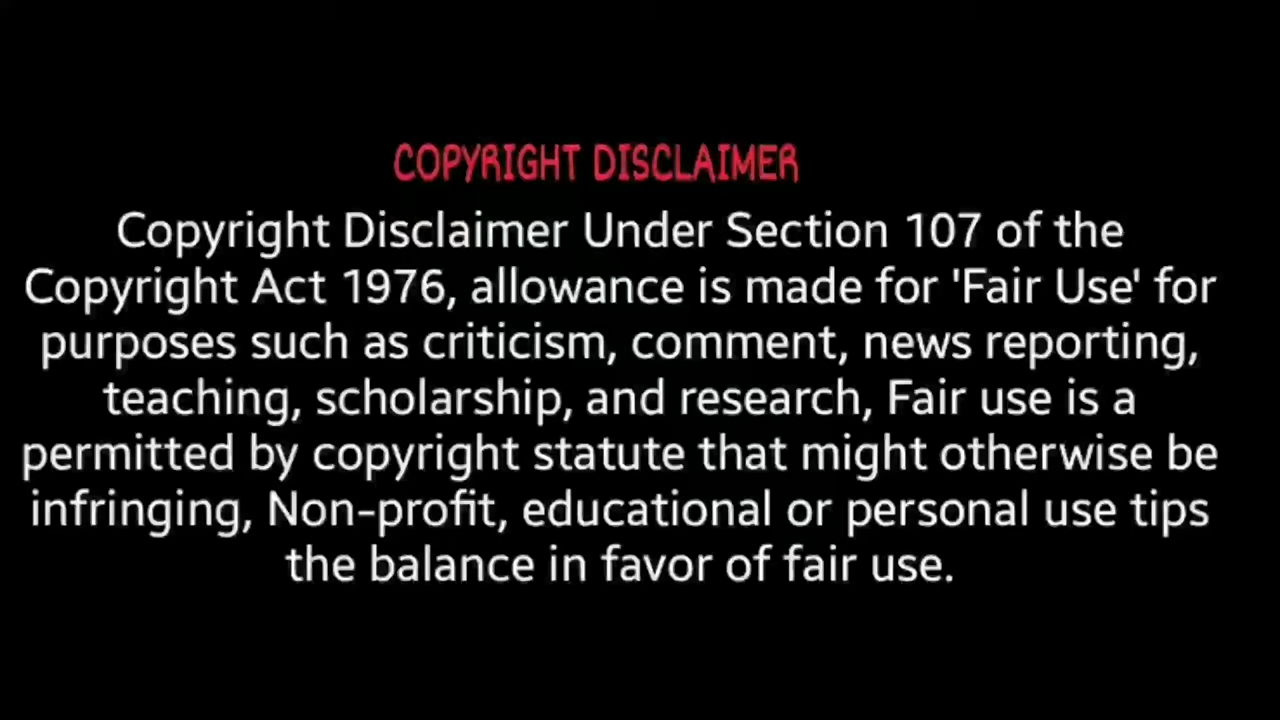 COPYRIGHT DISCLAIMER
Copyright Disclaimer Under Section 107 of the
Copyright Act 1976, allowance is made for 'Fair Use' for
purposes such as criticism, comment, news reporting,
teaching, scholarship, and research, Fair use is a
permitted by copyright statute that might otherwise be
infringing, Non-profit, educational or personal use tips
the balance in favor of fair use.